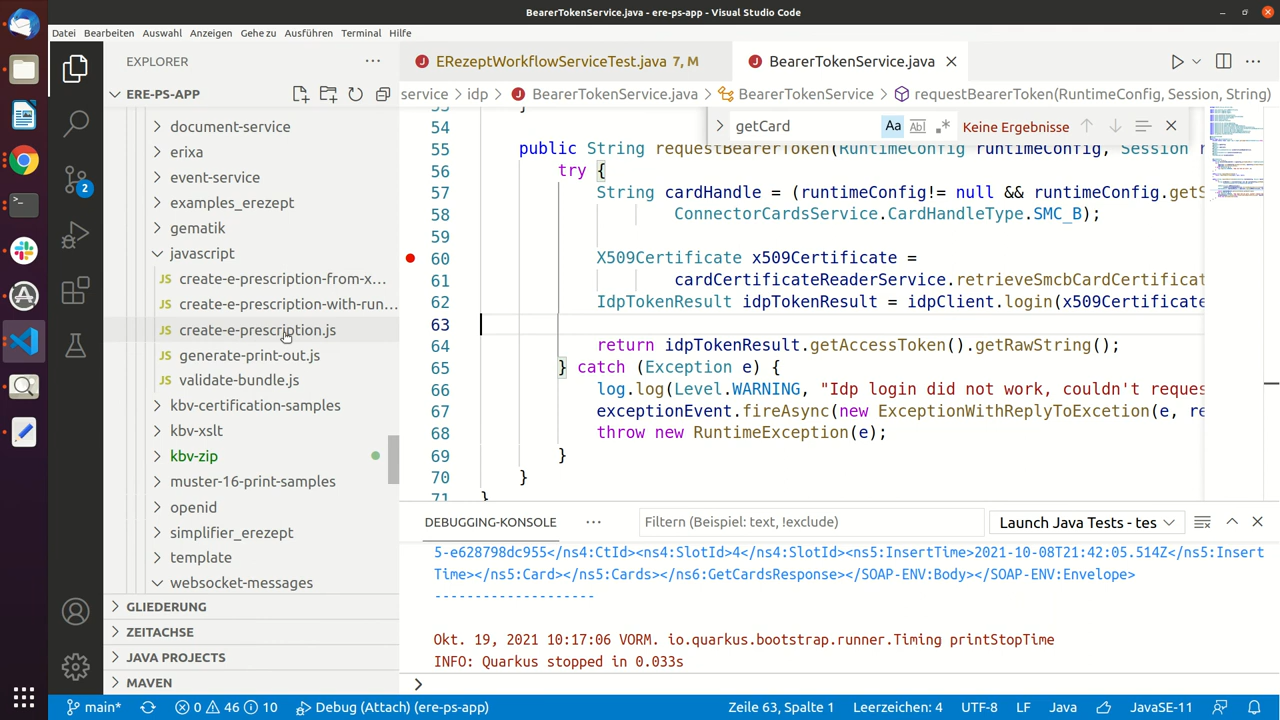 BearerTokenService.java - ere-ps-app - Visual Studio Code
Datei Bearbeiten Auswahl Anzeigen Gehe zu Ausführen Terminal Hilfe
EXPLORER
ERE-PS-APP
document-service
erixa
event-service
examples_erezept
gematik
javascript
JS create-e-prescription-from-x...
JS create-e-prescription-with-run...
JS create-e-prescription.js
JS generate-print-out.js
JS validate-bundle.js
kbv-certification-samples
kbv-xslt
kbv-zip
muster-16-print-samples
openid
simplifier_erezept
template
websocket-messages
GLIEDERUNG
ZEITACHSE
JAVA PROJECTS
MAVEN
2
J ERezeptWorkflowServiceTest.java 7, M
J BearerTokenService.java
service > idp > J BearerTokenService.java > BearerTokenService > requestBearerToken(RuntimeConfig, Session, String)
getCard
Aa
Ab
Keine Ergebnisse
53 }
54
55 public String requestBearerToken(RuntimeConfig runtimeConfig, Session r
56 try {
57 String cardHandle = (runtimeConfig!= null && runtimeConfig.getS
58 ConnectorCardsService.CardHandleType.SMC_B);
59
60 X509Certificate x509Certificate =
61 cardCertificateReaderService.retrieveSmcbCardCertificat
62 IdpTokenResult idpTokenResult = idpClient.login(x509Certificate
63
64 return idpTokenResult.getAccessToken().getRawString();
65 } catch (Exception e) {
66 log.log(Level.WARNING, "Idp login did not work, couldn't reques
67 exceptionEvent.fireAsync(new ExceptionWithReplyToExcetion(e, re
68 throw new RuntimeException(e);
69 }
70 }
71 }
DEBUGGING-KONSOLE
Filtern (Beispiel: text, !exclude)
Launch Java Tests - tes
5-e628798dc955</ns4:CtId><ns4:SlotId>4</ns4:SlotId><ns5:InsertTime>2021-10-08T21:42:05.514Z</ns5:Insert
Time></ns5:Card></ns5:Cards></ns6:GetCardsResponse></SOAP-ENV:Body></SOAP-ENV:Envelope>
-------------------
Okt. 19, 2021 10:17:06 VORM. io.quarkus.bootstrap.runner.Timing printStopTime
INFO: Quarkus stopped in 0.033s
main* 0 46 10 Debug (Attach) (ere-ps-app) Zeile 63, Spalte 1 Leerzeichen: 4 UTF-8 LF Java JavaSE-11